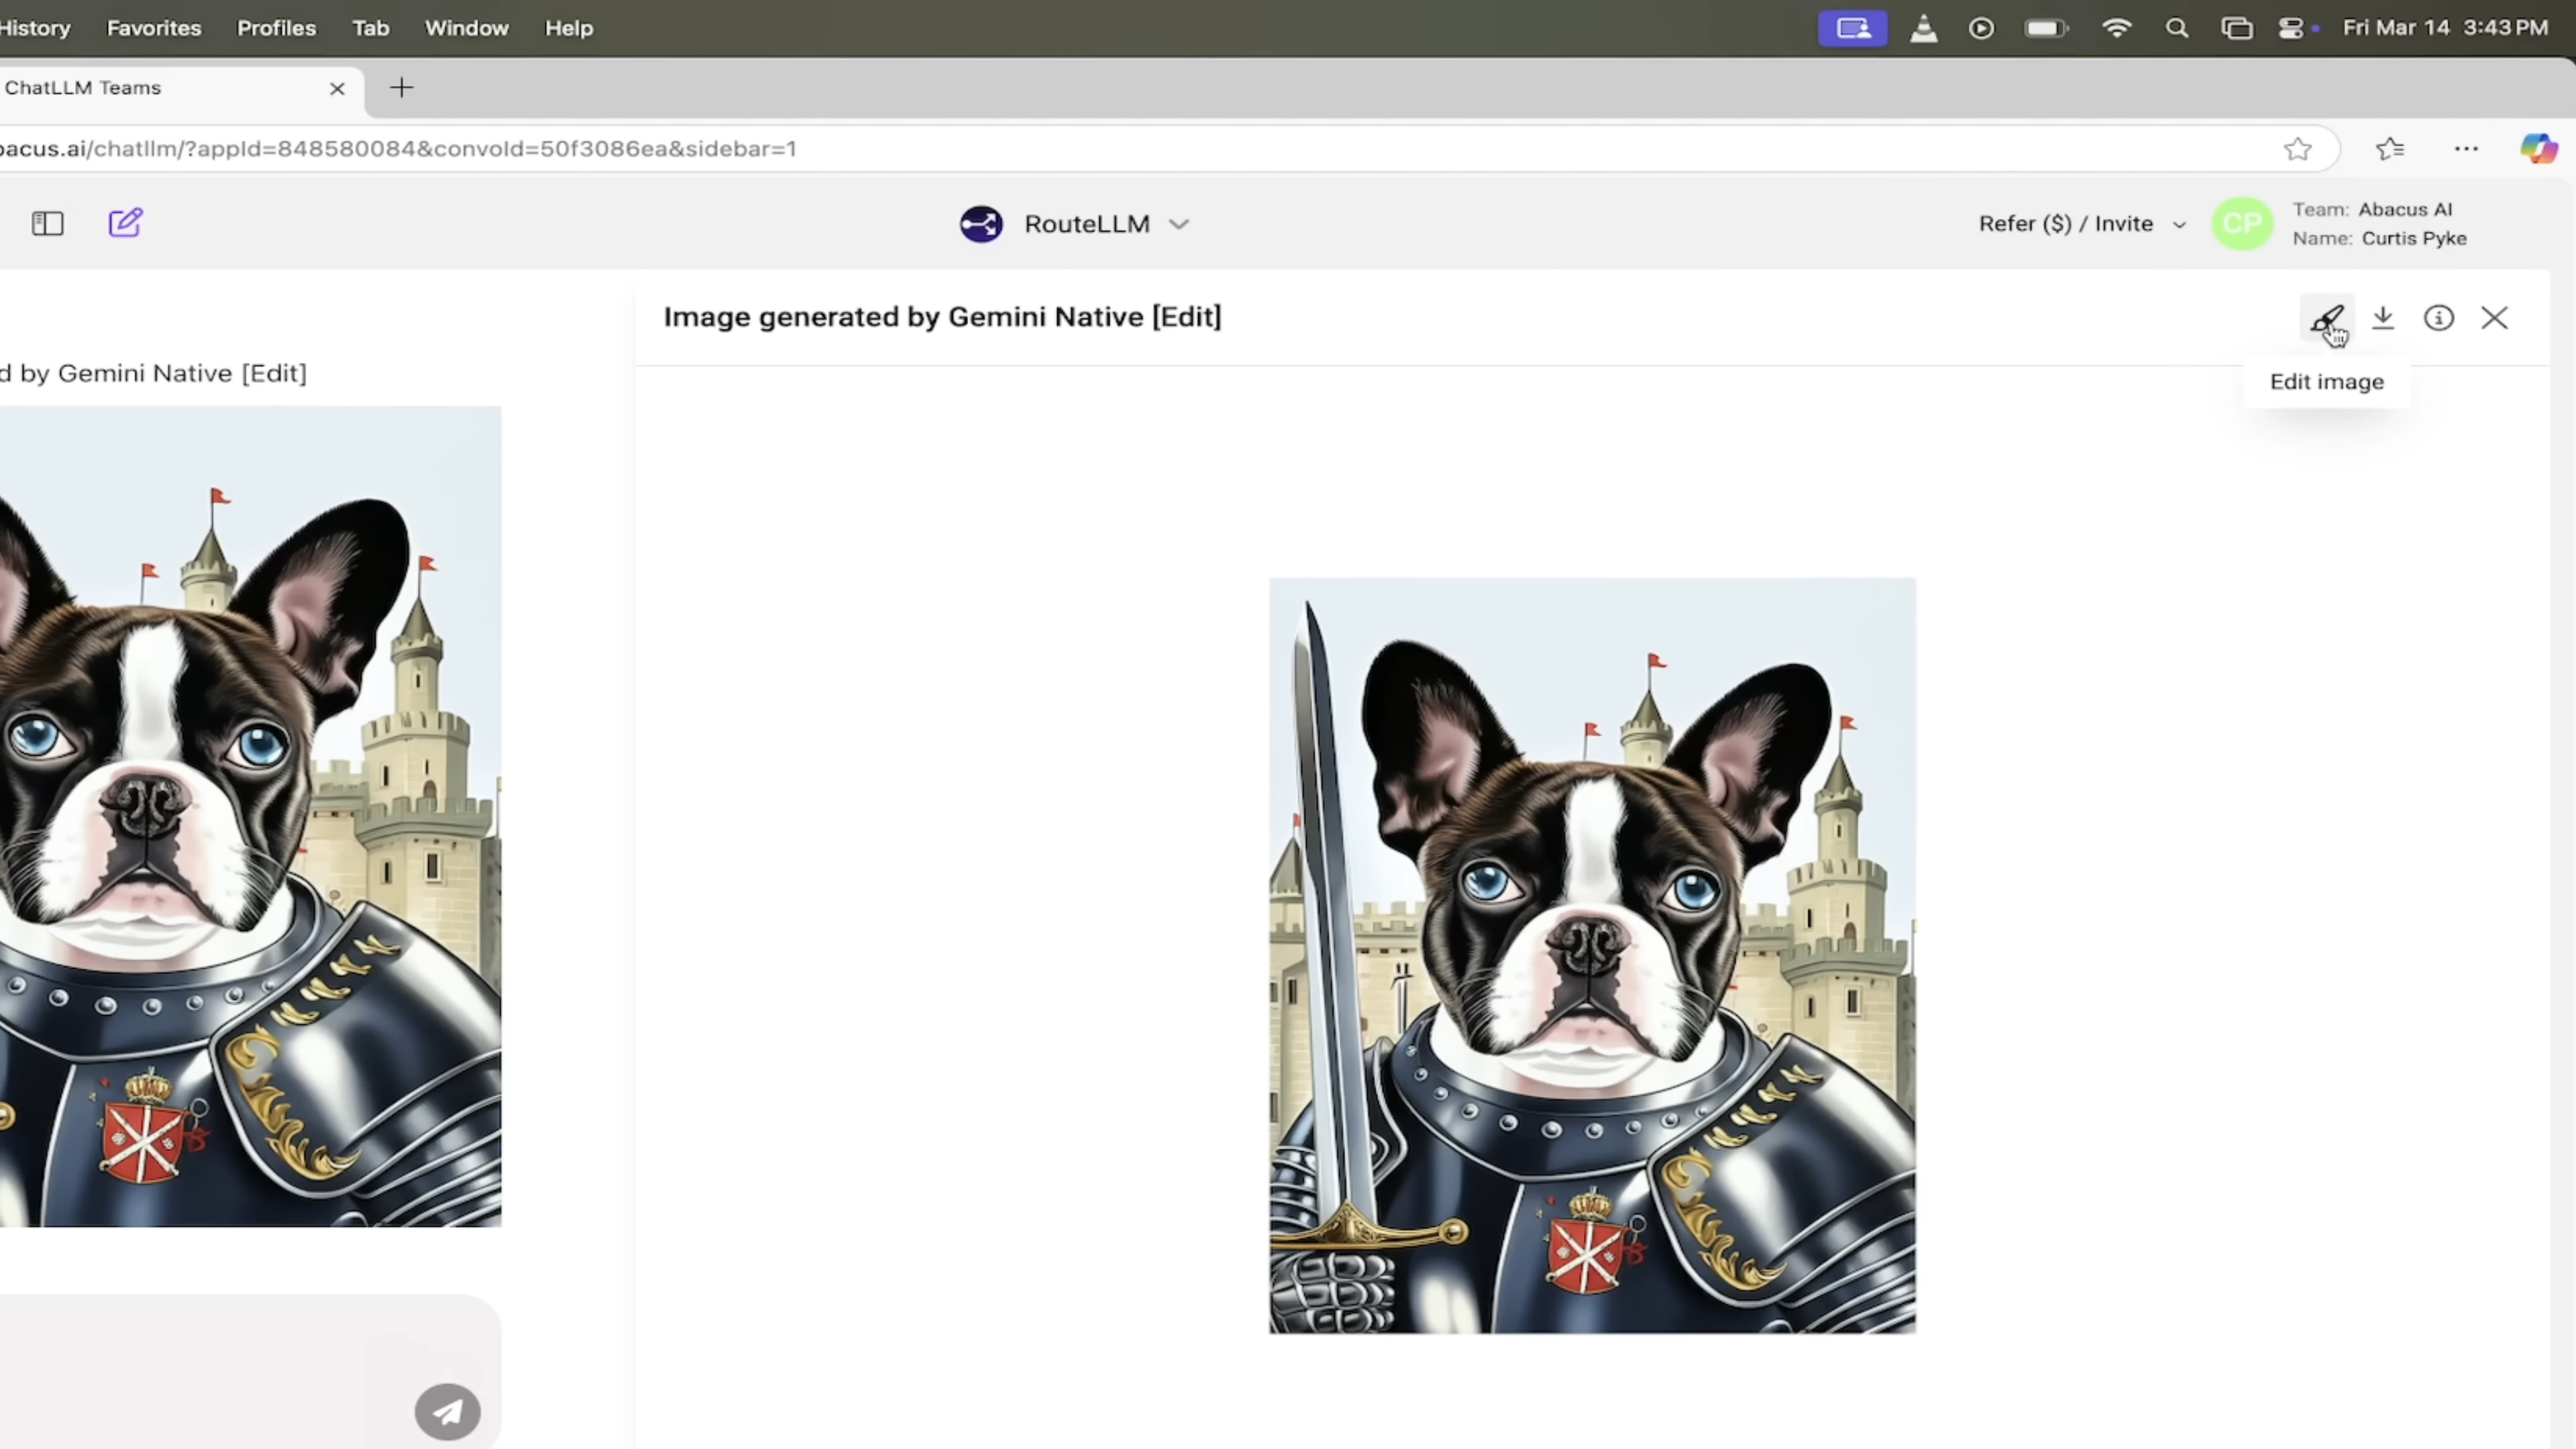 History Favorites Profiles Tab Window Help Fri Mar 14 3:43 PM
ChatLLM Teams
bacus.ai/chatllm/?appId=848580084&convoId=50f3086ea&sidebar=1
RouteLLM Refer ($) / Invite CP Team: Abacus AI
Name: Curtis Pyke
Image generated by Gemini Native [Edit]
d by Gemini Native [Edit]
Edit image